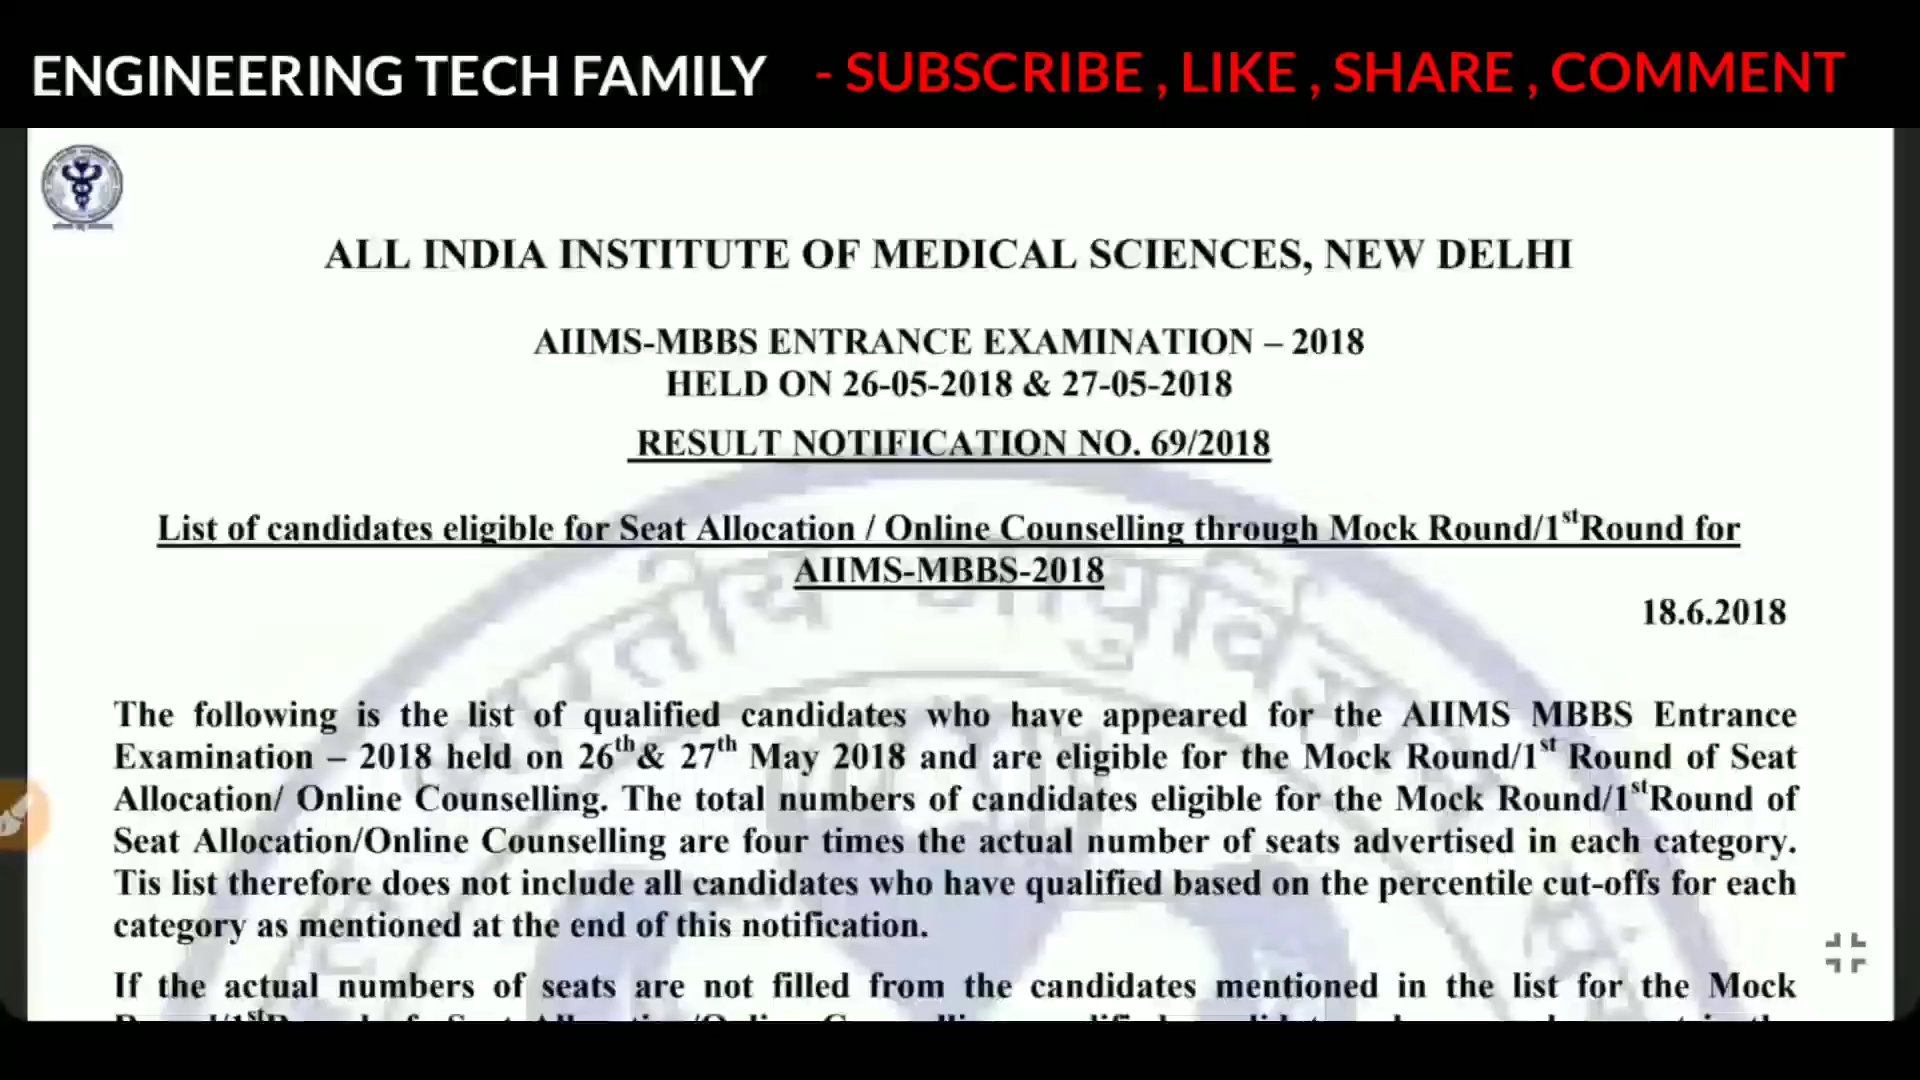 ENGINEERING TECH FAMILY - SUBSCRIBE , LIKE , SHARE , COMMENT
ALL INDIA INSTITUTE OF MEDICAL SCIENCES, NEW DELHI
AIIMS-MBBS ENTRANCE EXAMINATION – 2018
HELD ON 26-05-2018 & 27-05-2018
RESULT NOTIFICATION NO. 69/2018
List of candidates eligible for Seat Allocation / Online Counselling through Mock Round/1stRound for
AIIMS-MBBS-2018
18.6.2018
The following is the list of qualified candidates who have appeared for the AIIMS MBBS Entrance
Examination – 2018 held on 26th& 27th May 2018 and are eligible for the Mock Round/1st Round of Seat
Allocation/ Online Counselling. The total numbers of candidates eligible for the Mock Round/1stRound of
Seat Allocation/Online Counselling are four times the actual number of seats advertised in each category.
Tis list therefore does not include all candidates who have qualified based on the percentile cut-offs for each
category as mentioned at the end of this notification.
If the actual numbers of seats are not filled from the candidates mentioned in the list for the Mock